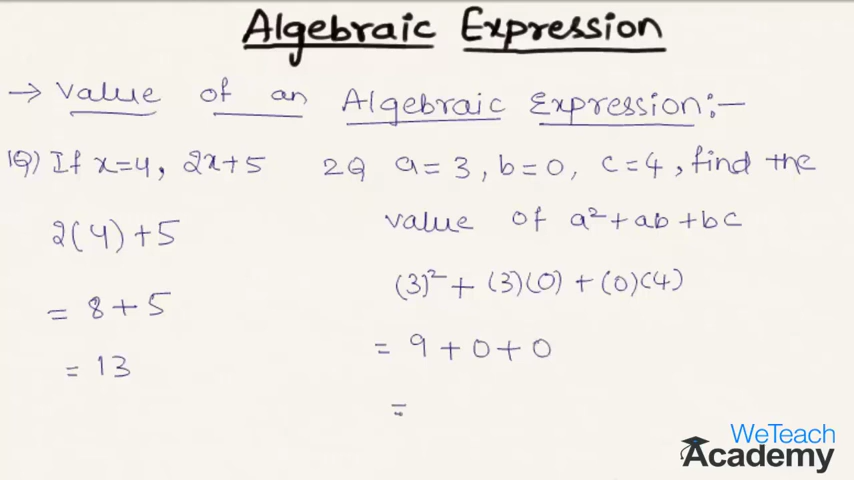 Algebraic Expression
→ Value of an Algebraic Expression:-
1Q) If x=4, 2x+5
2(4)+5
= 8+5
= 13
2Q a=3, b=0, c=4, find the
value of a²+ab+bc
(3)²+(3)(0)+(0)(4)
= 9+0+0
=
WeTeach
Academy